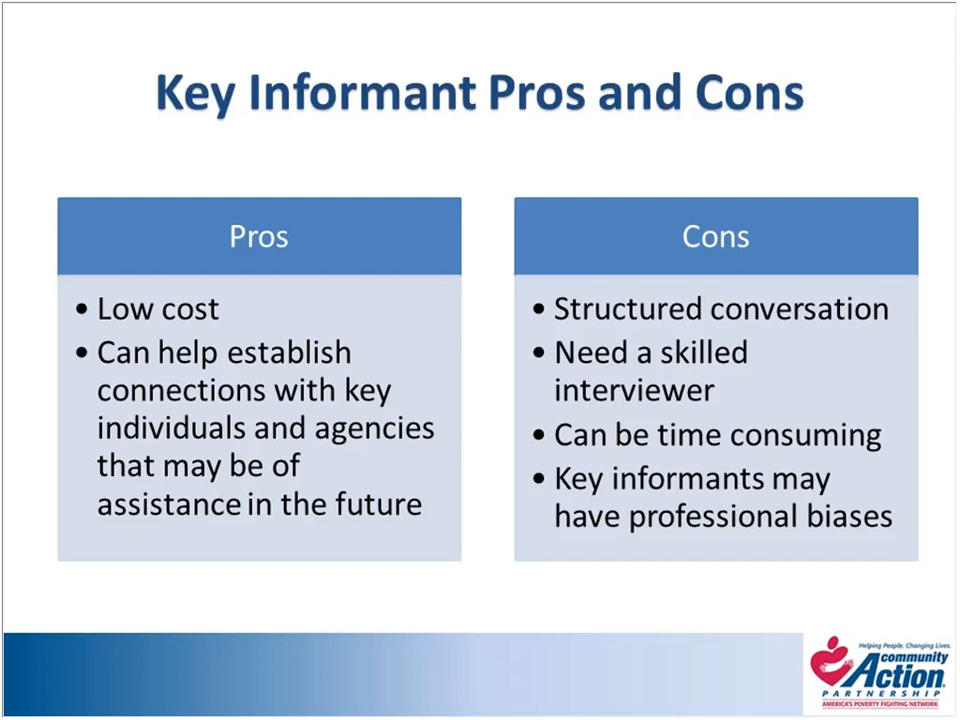 Key Informant Pros and Cons
Pros
• Low cost
• Can help establish
connections with key
individuals and agencies
that may be of
assistance in the future
Cons
• Structured conversation
• Need a skilled
interviewer
• Can be time consuming
• Key informants may
have professional biases
Helping People. Changing Lives.
community
Action
PARTNERSHIP
AMERICA'S POVERTY FIGHTING NETWORK